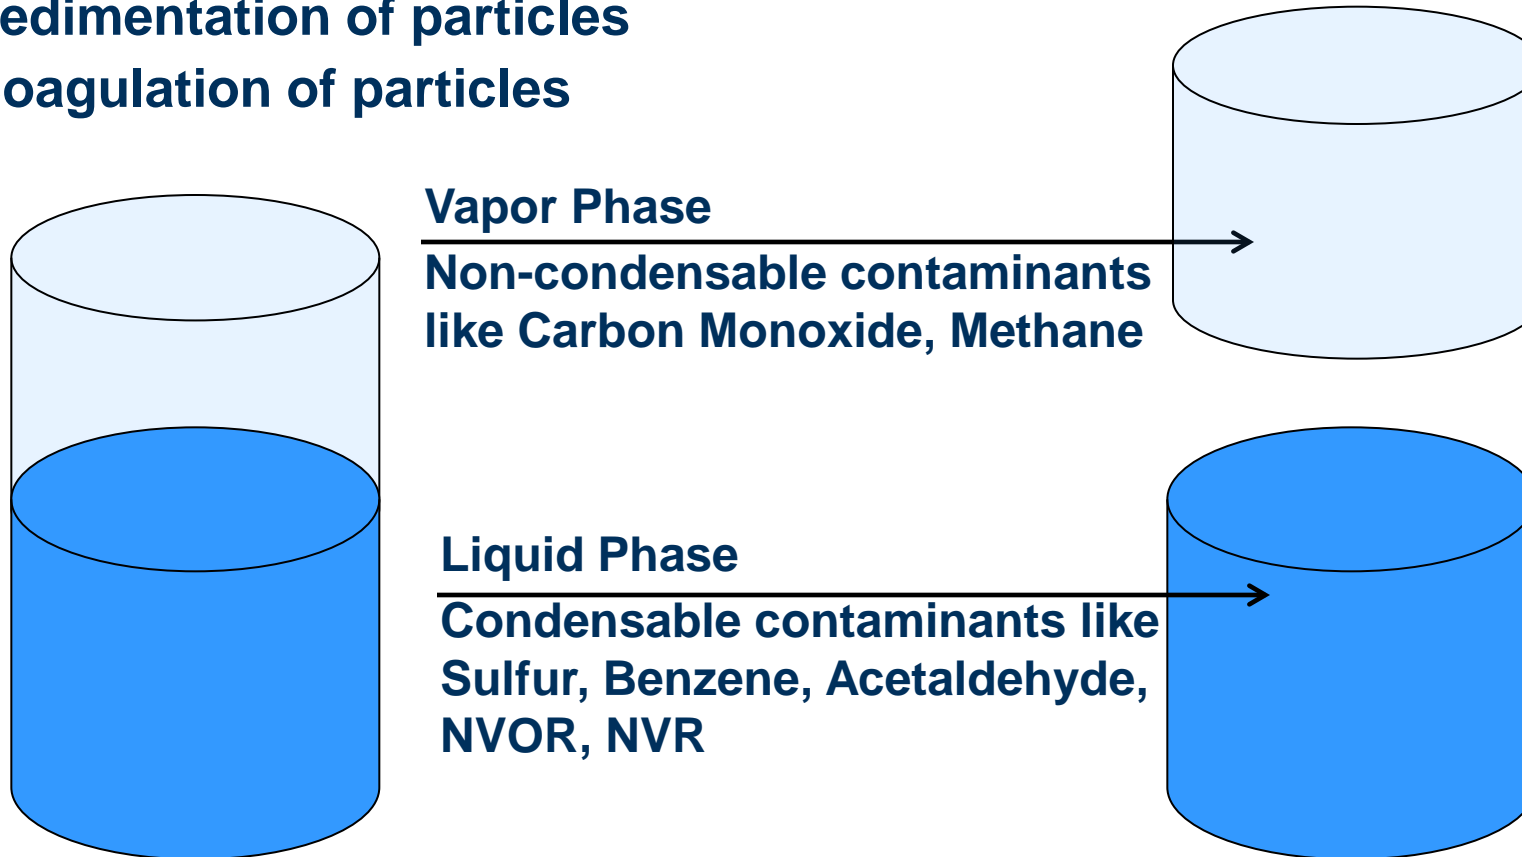 edimentation of particles
oagulation of particles
Vapor Phase
Non-condensable contaminants
like Carbon Monoxide, Methane
Liquid Phase
Condensable contaminants like
Sulfur, Benzene, Acetaldehyde,
NVOR, NVR